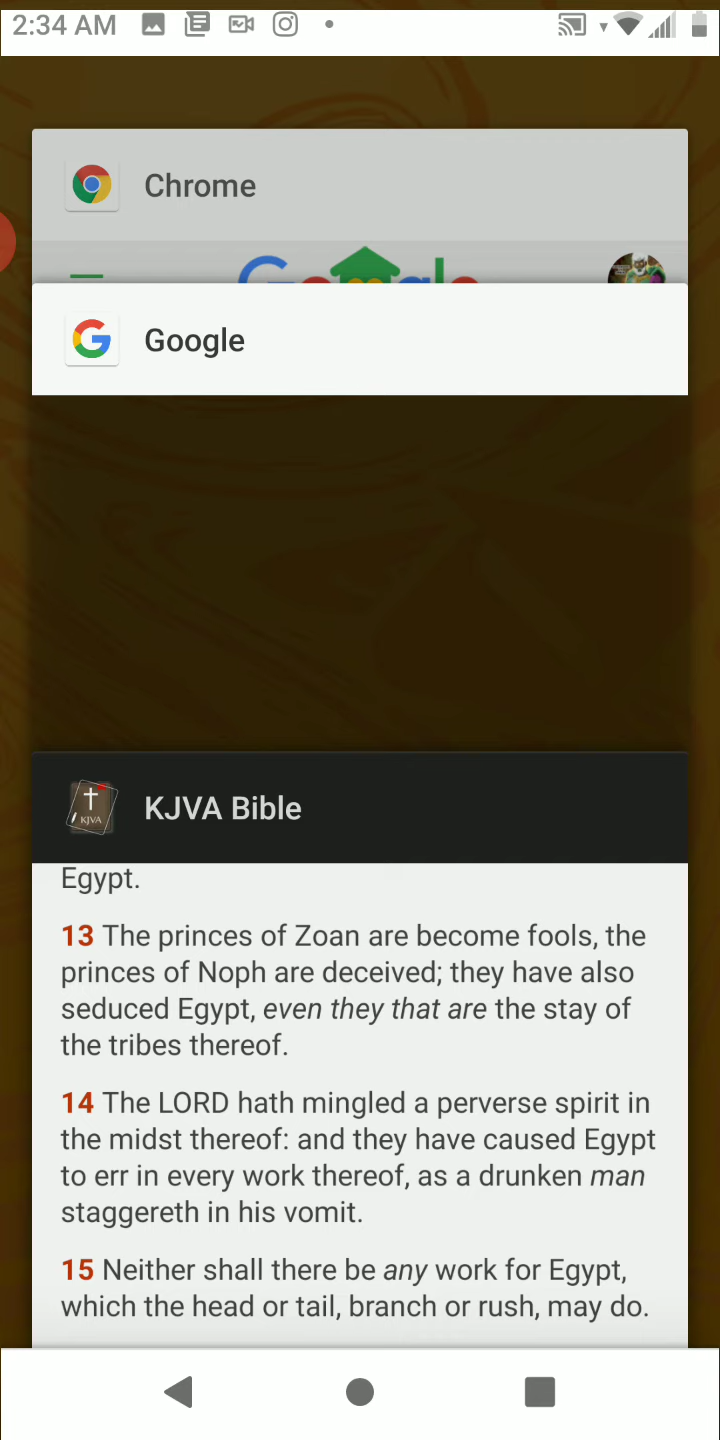 2:34 AM
Chrome
Google
KJVA
KJVA Bible
Egypt.
13 The princes of Zoan are become fools, the
princes of Noph are deceived; they have also
seduced Egypt, even they that are the stay of
the tribes thereof.
14 The LORD hath mingled a perverse spirit in
the midst thereof: and they have caused Egypt
to err in every work thereof, as a drunken man
staggereth in his vomit.
15 Neither shall there be any work for Egypt,
which the head or tail, branch or rush, may do.